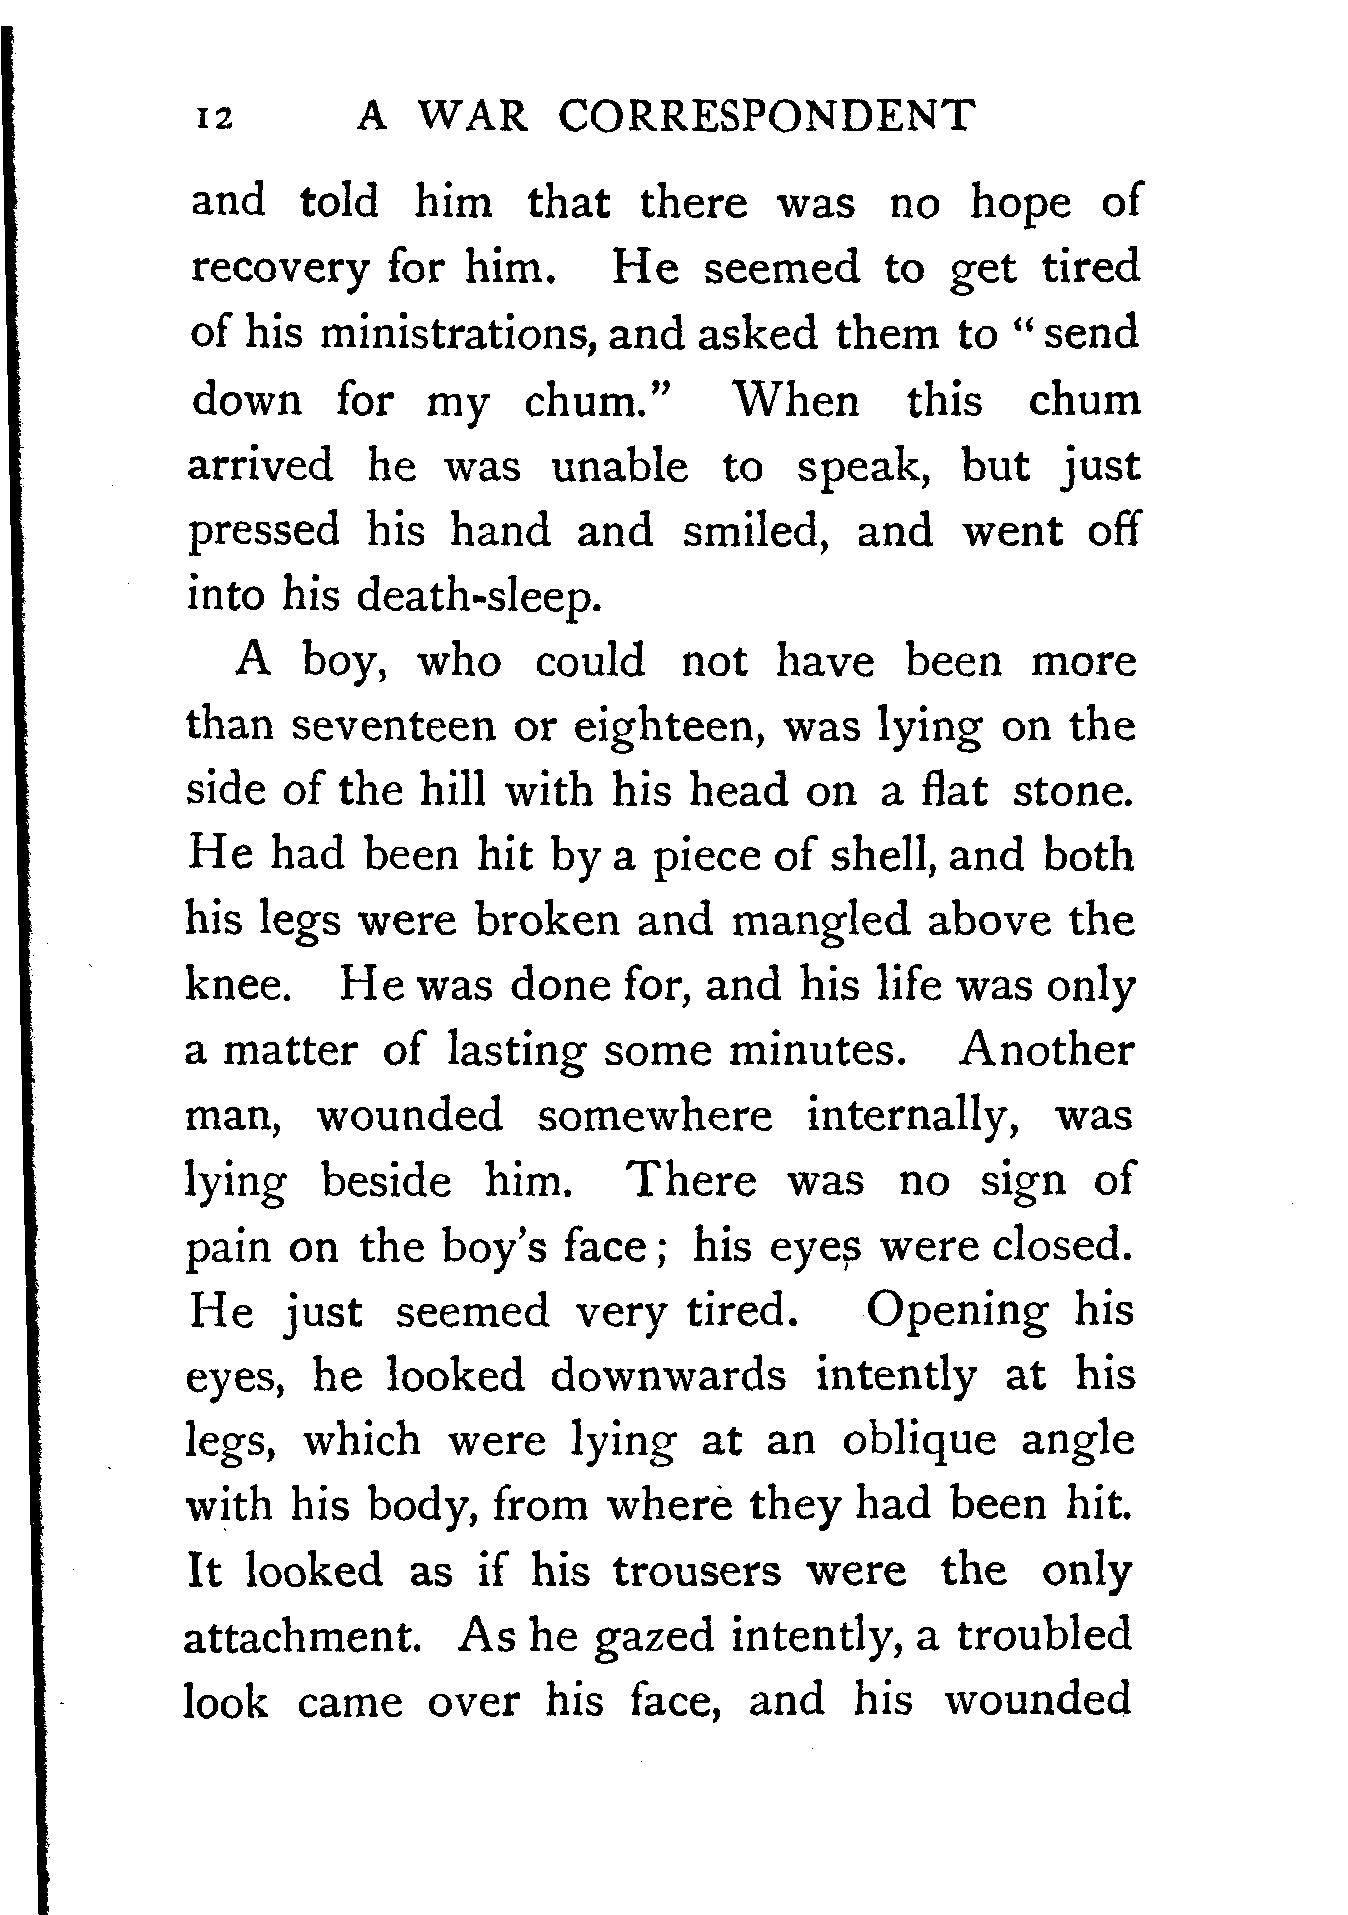 12 A WAR CORRESPONDENT
and told him that there was no hope of
recovery for him. He seemed to get tired
of his ministrations, and asked them to “ send
down for my chum.” When this chum
arrived he was unable to speak, but just
pressed his hand and smiled, and went off
into his death-sleep.
A boy, who could not have been more
than seventeen or eighteen, was lying on the
side of the hill with his head on a flat stone.
He had been hit by a piece of shell, and both
his legs were broken and mangled above the
knee. He was done for, and his life was only
a matter of lasting some minutes. Another
man, wounded somewhere internally, was
lying beside him. There was no sign of
pain on the boy's face ; his eyes were closed.
He just seemed very tired. Opening his
eyes, he looked downwards intently at his
legs, which were lying at an oblique angle
with his body, from where they had been hit.
It looked as if his trousers were the only
attachment. As he gazed intently, a troubled
look came over his face, and his wounded